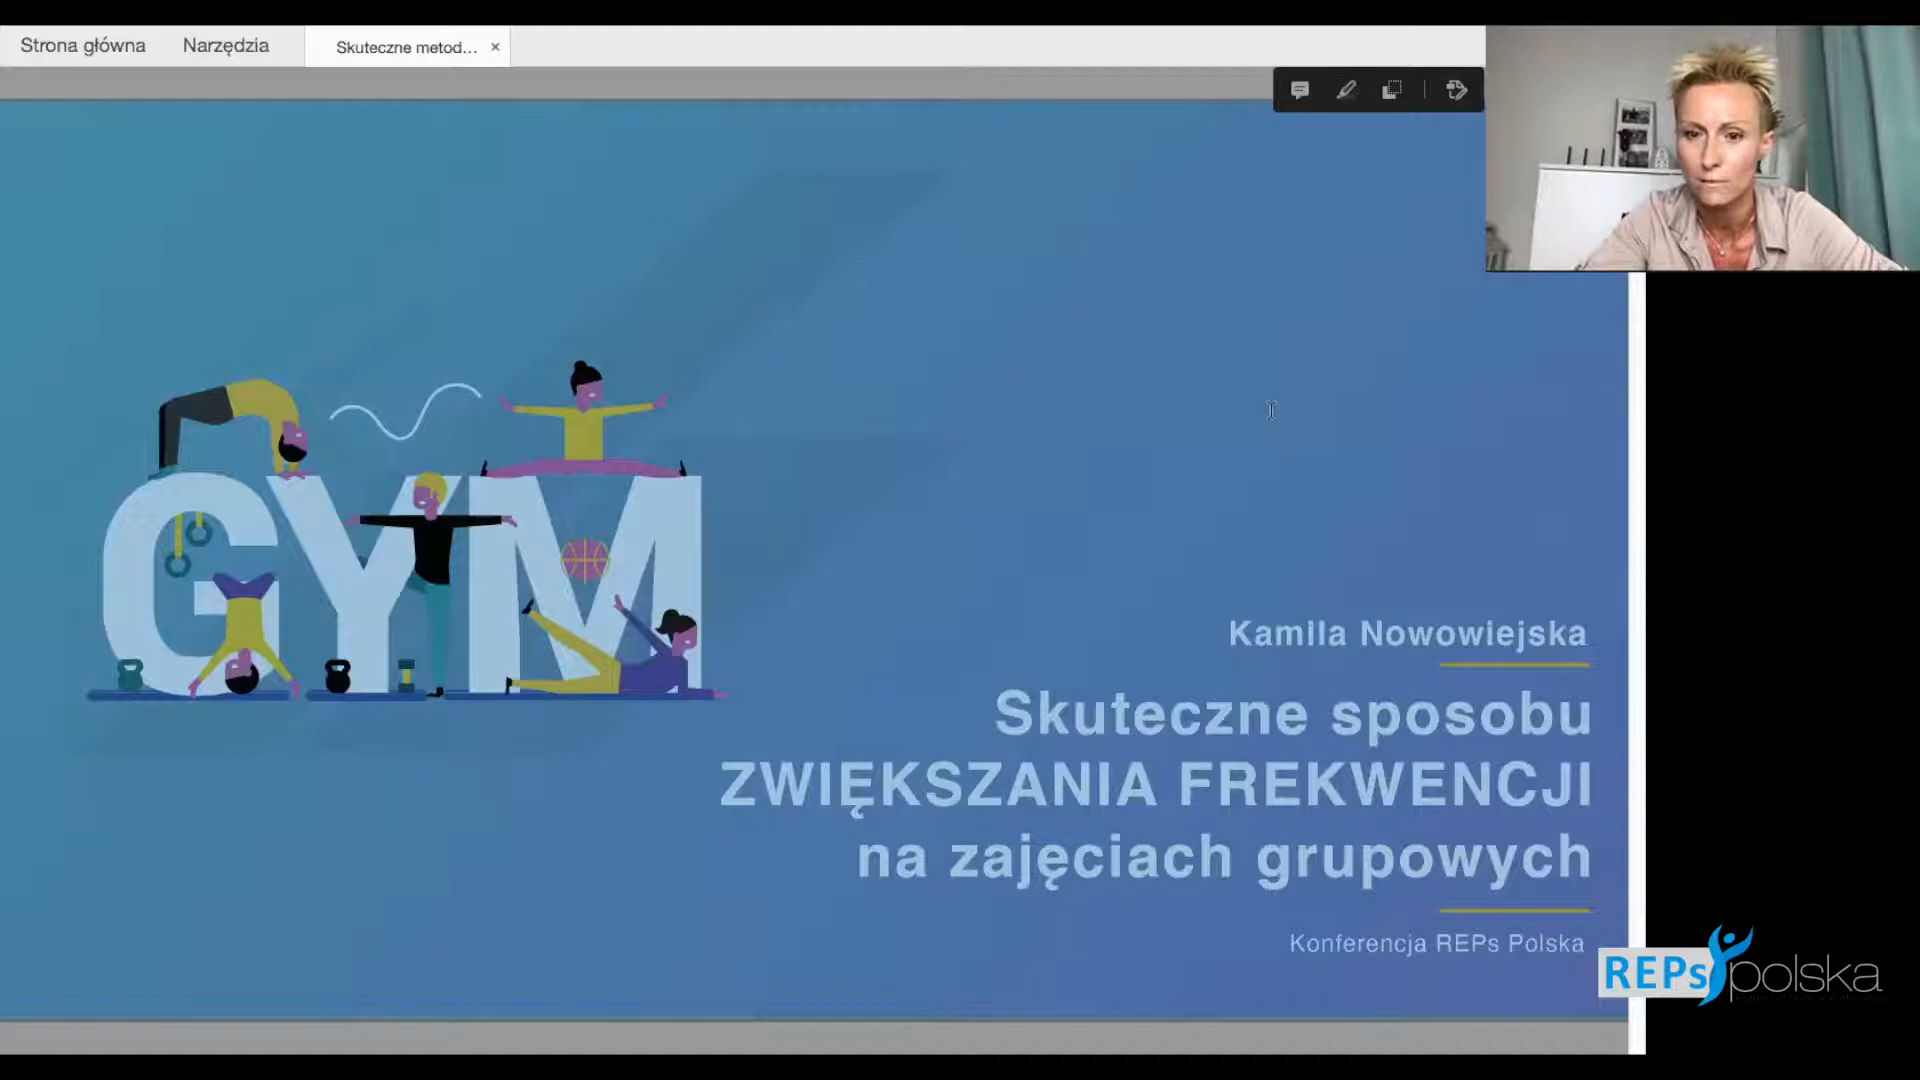 Strona główna Narzędzia Skuteczne metod... ×
GYM
Kamila Nowowiejska
Skuteczne sposobu
ZWIĘKSZANIA FREKWENCJI
na zajęciach grupowych
Konferencja REPs Polska
REPs polska